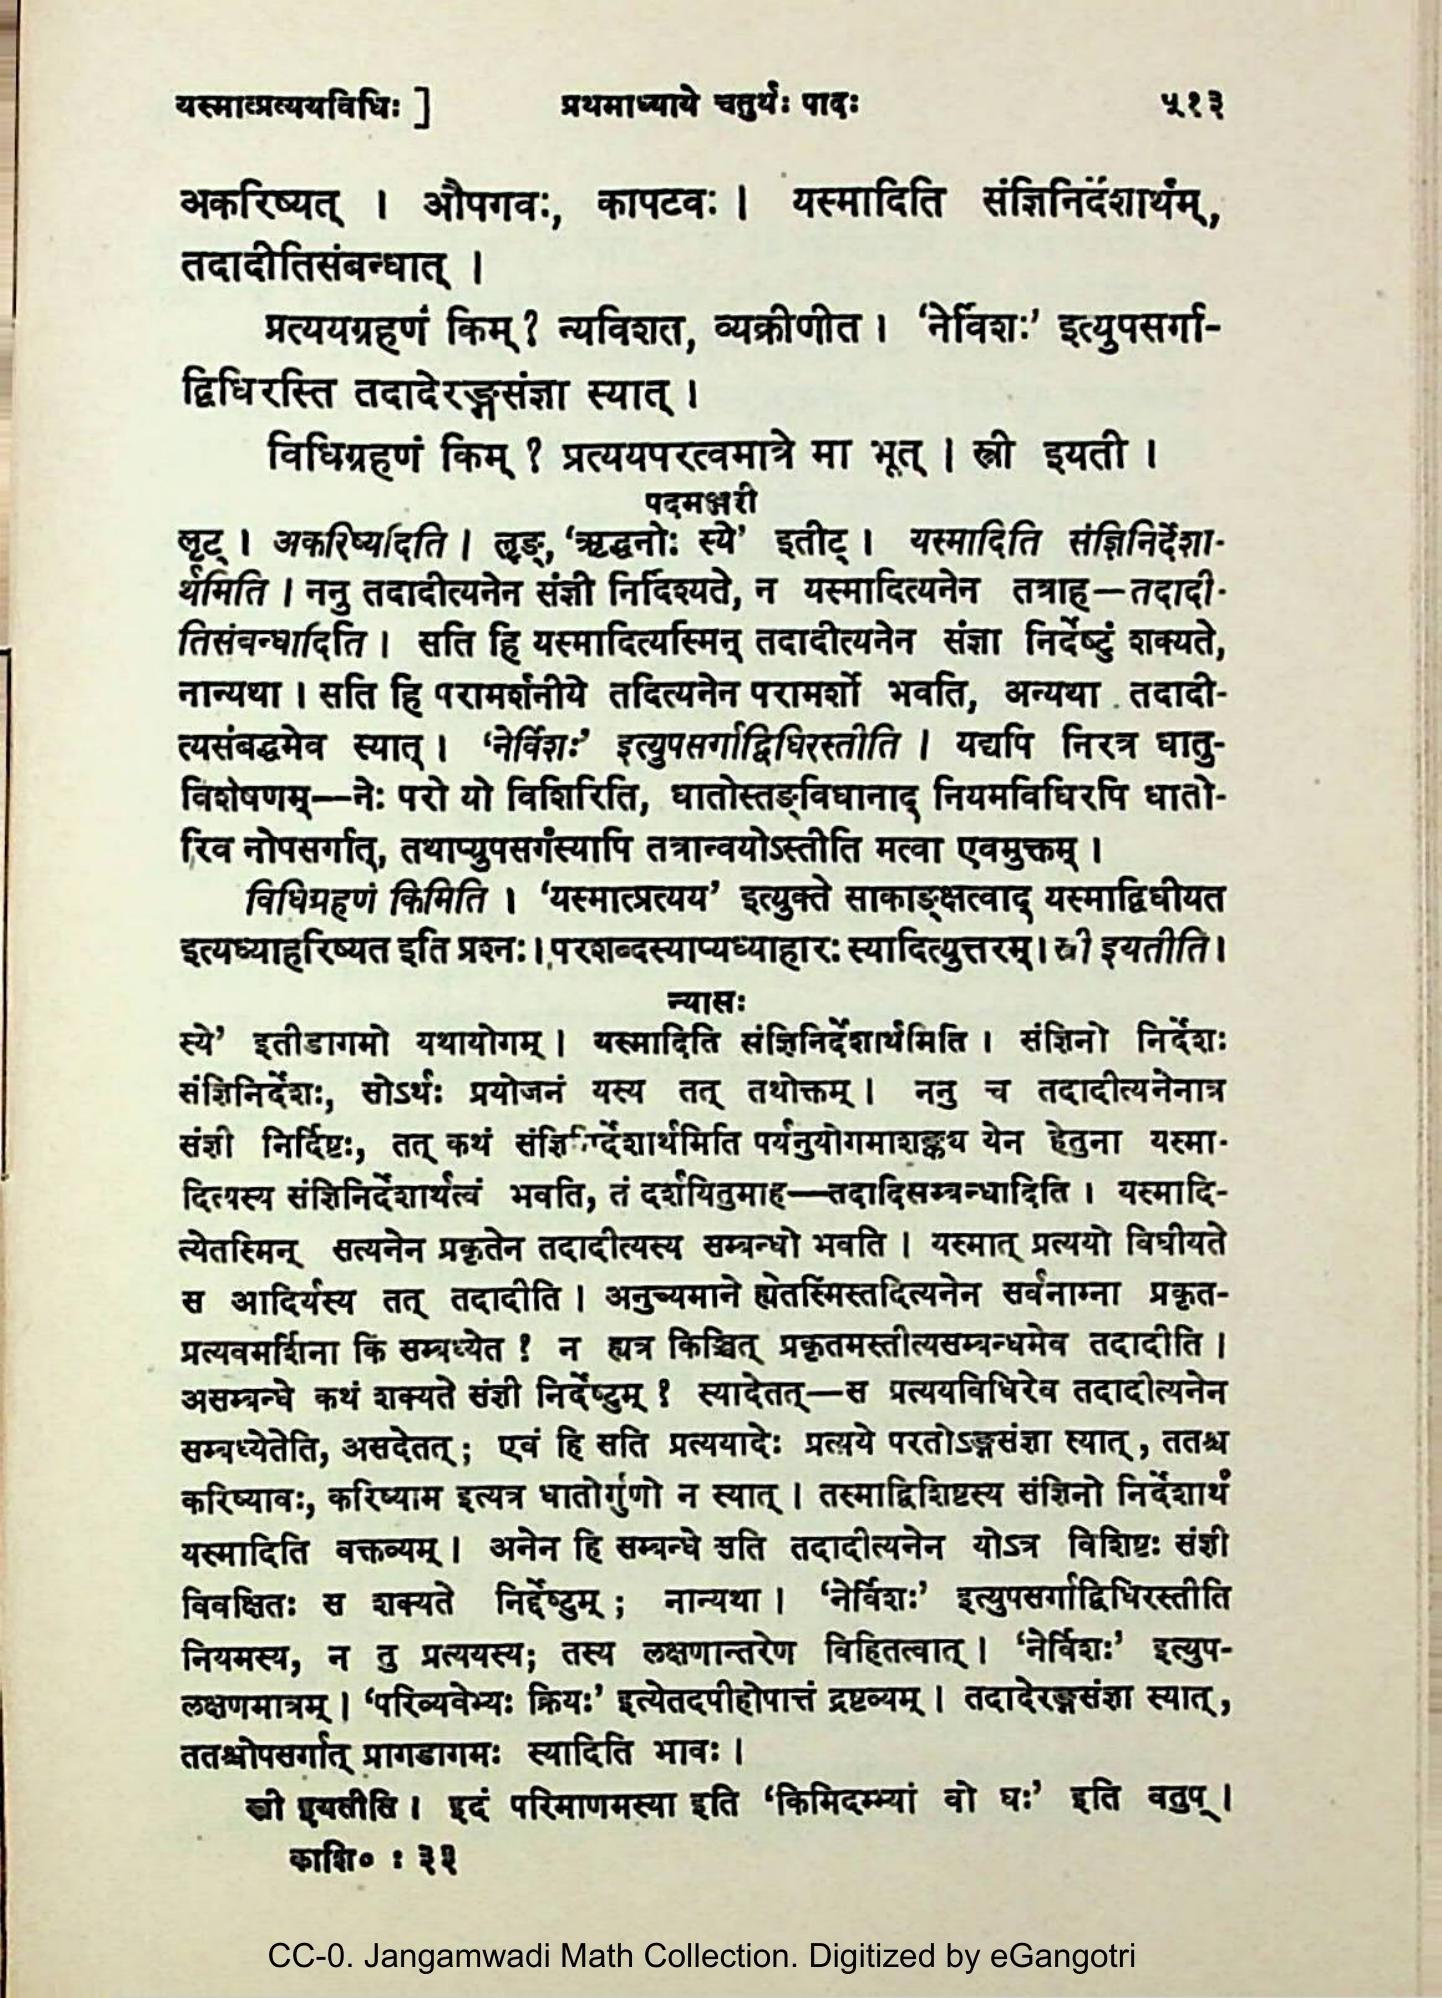 यस्मात्प्रत्ययविधिः ] प्रथमाध्याये चतुर्थः पादः ५१३
अकरिष्यत् । औपगवः, कापटवः । यस्मादिति संज्ञिनिर्देशार्थम्,
तदादीतिसंबन्धात् ।
प्रत्ययग्रहणं किम् ? न्यविशत, व्यक्रीणीत । ‘नेर्विशः’ इत्युपसर्गा-
द्विधिरस्ति तदादेरङ्गसंज्ञा स्यात् ।
विधिग्रहणं किम् ? प्रत्ययपरत्वमात्रे मा भूत् । स्त्री इयती ।
पदमञ्जरी
लृट् । अकरिष्यदिति । लृङ्, ‘ऋद्धनोः स्ये’ इतीट् । यस्मादिति संज्ञिनिर्देशा-
र्थमिति । ननु तदादीत्यनेन संज्ञी निर्दिश्यते, न यस्मादित्यनेन तत्राह—तदादी-
तिसंबन्धादिति । सति हि यस्मादित्यस्मिन् तदादीत्यनेन संज्ञा निर्देष्टुं शक्यते,
नान्यथा । सति हि परामर्शनीये तदित्यनेन परामर्शो भवति, अन्यथा तदादी-
त्यसंबद्धमेव स्यात् । ‘नेर्विशः’ इत्युपसर्गाद्विधिरस्तीति । यद्यपि निरत्र धातु-
विशेषणम्—नेः परो यो विशिरिति, धातोस्तङ्विधानाद् नियमविधिरपि धातो-
रिव नोपसर्गात्, तथाप्युपसर्गस्यापि तत्रान्वयोऽस्तीति मत्वा एवमुक्तम् ।
विधिग्रहणं किमिति । ‘यस्मात्प्रत्यय’ इत्युक्ते साकाङ्क्षत्वाद् यस्माद्विधीयत
इत्यध्याहरिष्यत इति प्रश्नः । परशब्दस्याप्यध्याहारः स्यादित्युत्तरम् । स्त्री इयतीति ।
न्यासः
स्ये’ इतीडागमो यथायोगम् । यस्मादिति संज्ञिनिर्देशार्थमिति । संज्ञिनो निर्देशः
संज्ञिनिर्देशः, सोऽर्थः प्रयोजनं यस्य तत् तथोक्तम् । ननु च तदादीत्यनेनात्र
संज्ञी निर्दिष्टः, तत् कथं संज्ञिनिर्देशार्थमिति पर्यनुयोगमाशङ्कय येन हेतुना यस्मा-
दित्यस्य संज्ञिनिर्देशार्थत्वं भवति, तं दर्शयितुमाह—तदादिसम्बन्धादिति । यस्मादि-
त्येतस्मिन् सत्यनेन प्रकृतेन तदादीत्यस्य सम्बन्धो भवति । यस्मात् प्रत्ययो विधीयते
स आदिर्यस्य तत् तदादीति । अनुच्यमाने ह्येतस्मिंस्तदित्यनेन सर्वनाम्ना प्रकृत-
प्रत्यवमर्शिना किं सम्बध्येत ? न ह्यत्र किञ्चित् प्रकृतमस्तीत्यसम्बन्धमेव तदादीति ।
असम्बन्धे कथं शक्यते संज्ञी निर्देष्टुम् ? स्यादेतत्—स प्रत्ययविधिरेव तदादीत्यनेन
सम्बध्येतेति, असदेतत् ; एवं हि सति प्रत्ययादेः प्रत्यये परतोऽङ्गसंज्ञा स्यात् , ततश्च
करिष्यावः, करिष्याम इत्यत्र धातोर्गुणो न स्यात् । तस्माद्विशिष्टस्य संज्ञिनो निर्देशार्थं
यस्मादिति वक्तव्यम् । अनेन हि सम्बन्धे सति तदादीत्यनेन योऽत्र विशिष्टः संज्ञी
विवक्षितः स शक्यते निर्द्देष्टुम् ; नान्यथा । ‘नेर्विशः’ इत्युपसर्गाद्विधिरस्तीति
नियमस्य, न तु प्रत्ययस्य; तस्य लक्षणान्तरेण विहितत्वात् । ‘नेर्विशः’ इत्युप-
लक्षणमात्रम् । ‘परिव्यवेभ्यः क्रियः’ इत्येतदपीहोपात्तं द्रष्टव्यम् । तदादेरङ्गसंज्ञा स्यात्,
ततश्चोपसर्गात् प्रागडागमः स्यादिति भावः ।
स्त्री इयतीति । इदं परिमाणमस्या इति ‘किमिदम्भ्यां वो घः’ इति वतुप् ।
काशि० : ३३
CC-0. Jangamwadi Math Collection. Digitized by eGangotri